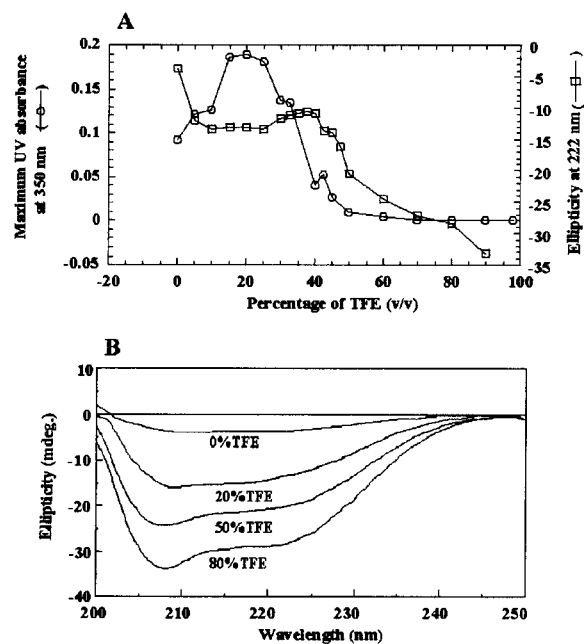 A
Maximum UV absorbance
at 350 nm (—○—)
0.2
0.15
0.1
0.05
0
-0.05
0
-5
-10
-15
-20
-25
-30
-35
Ellipticity at 222 nm (—□—)
-20 0 20 40 60 80 100
Percentage of TFE (v/v)
B
Ellipticity (mdeg.)
10
0
-10
-20
-30
-40
0%TFE
20%TFE
50%TFE
80%TFE
200 210 220 230 240 250
Wavelength (nm)